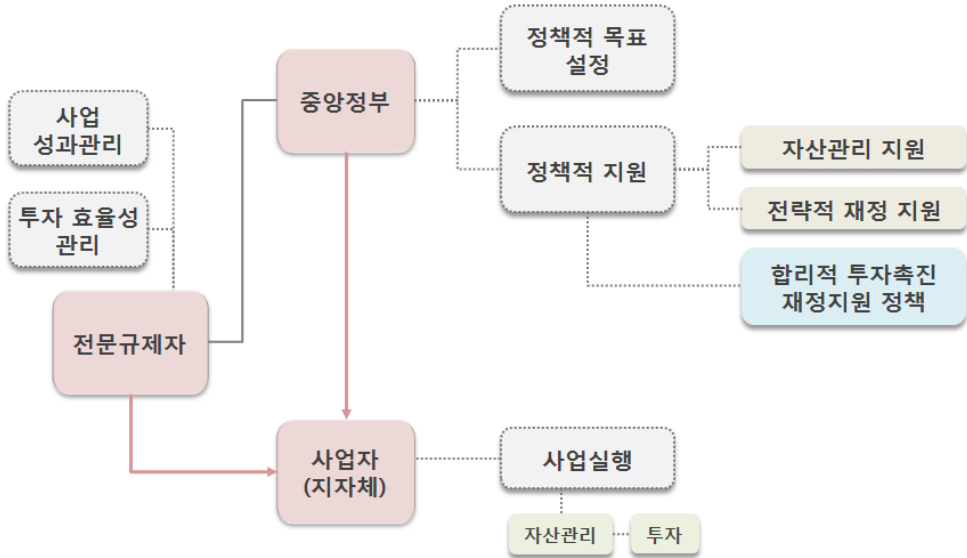 정책적 목표
설정
중앙정부
사업
성과관리
정책적 지원
자산관리 지원
투자 효율성
관리
전략적 재정 지원
합리적 투자촉진
재정지원 정책
전문규제자
사업자
(지자체)
사업실행
자산관리
투자